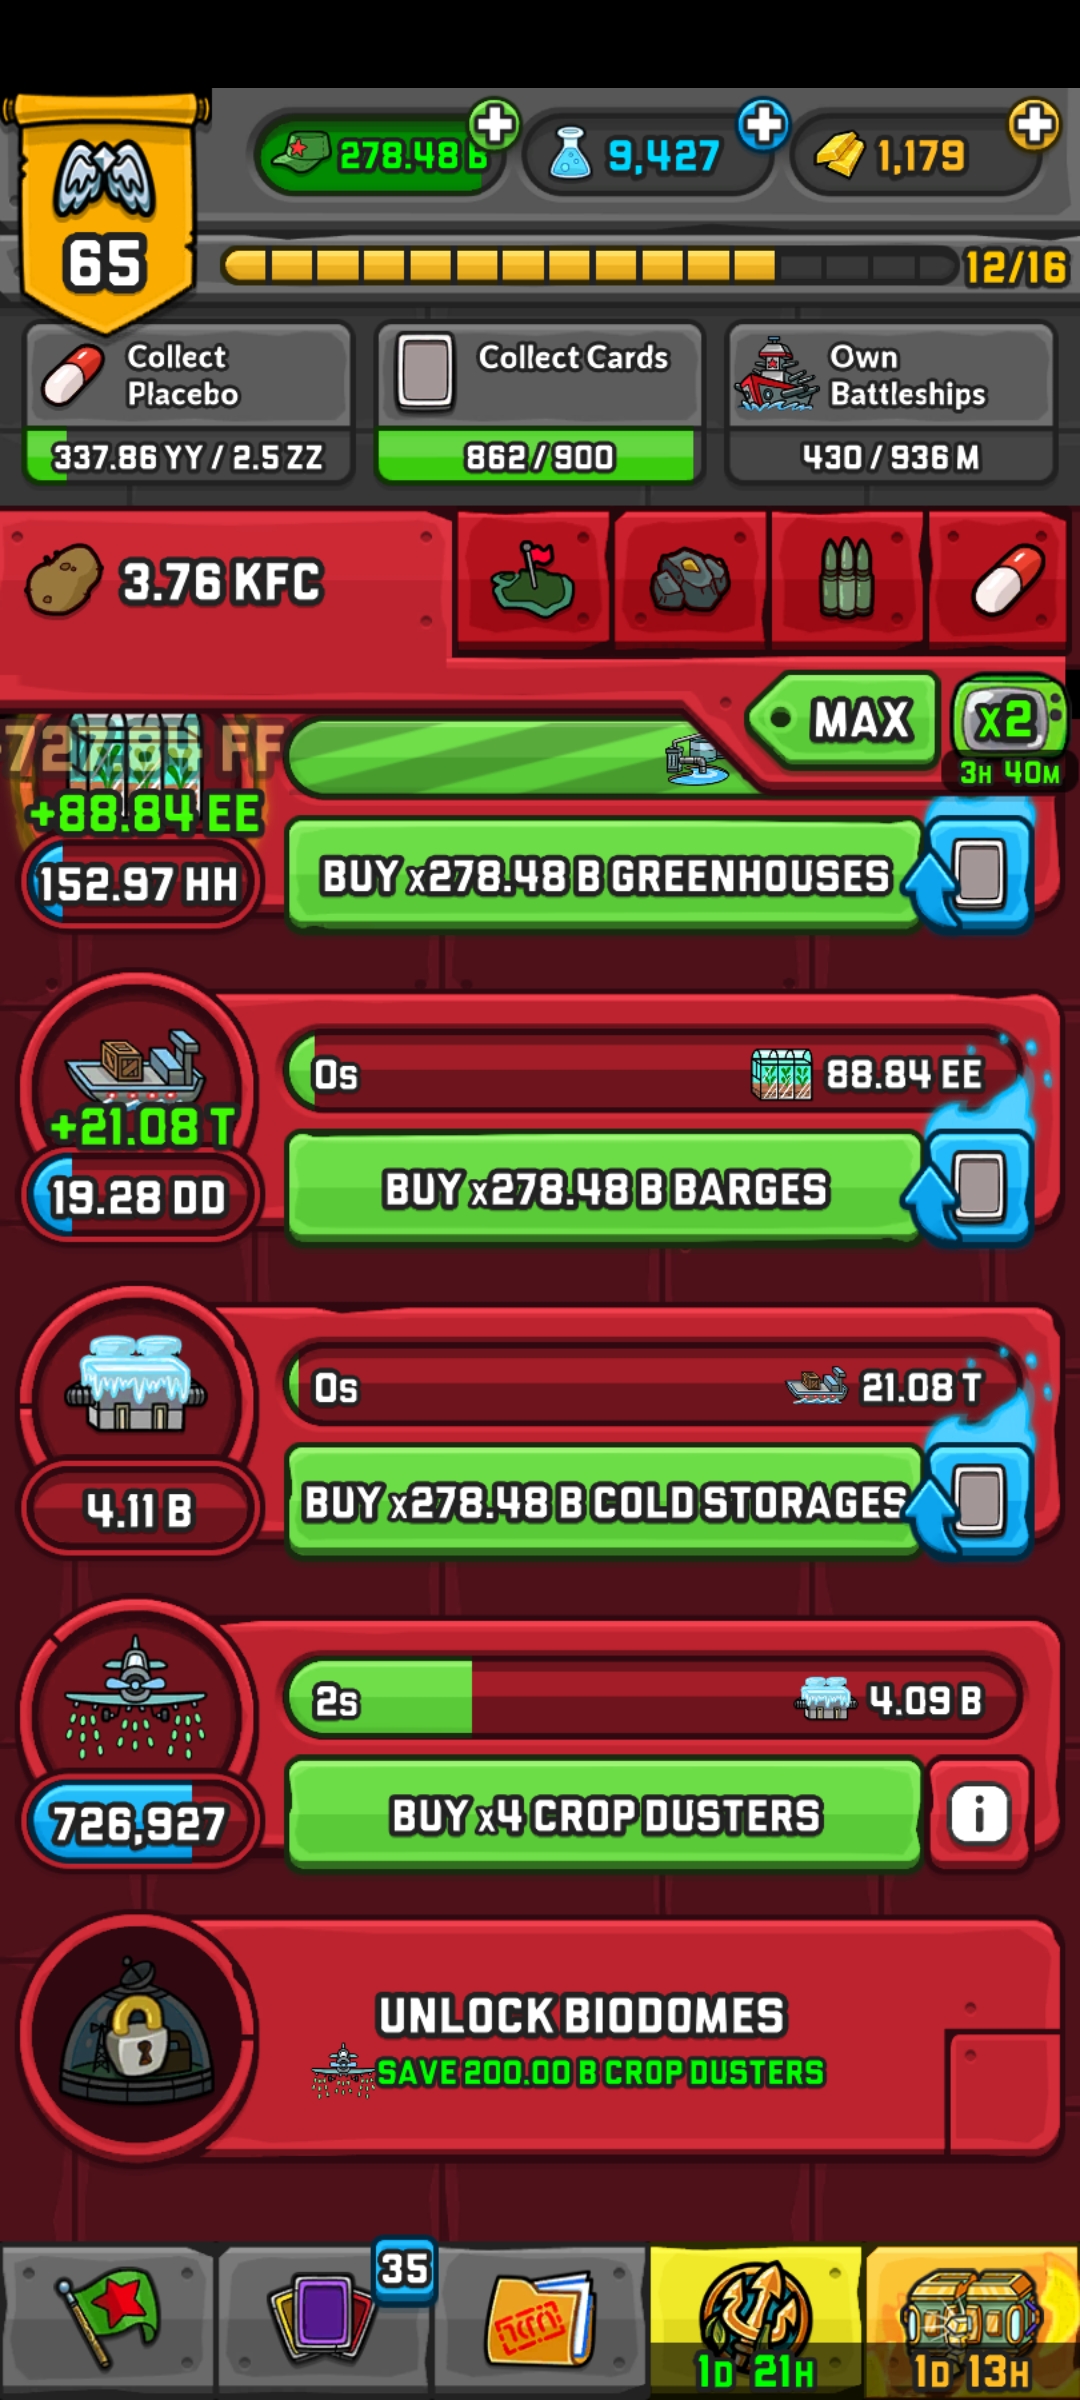 278.48 B
9,427
1,179
65
12/16
Collect
Placebo
337.86 YY / 2.5 ZZ
Collect Cards
862/900
Own
Battleships
430 / 936 M
3.76 KFC
MAX
x2
3H 40M
727.84 FF
+88.84 EE
152.97 HH
BUY x278.48 B GREENHOUSES
+21.08 T
19.28 DD
0s
88.84 EE
BUY x278.48 B BARGES
4.11 B
0s
21.08 T
BUY x278.48 B COLD STORAGES
726,927
2s
4.09 B
BUY x4 CROP DUSTERS
i
UNLOCK BIODOMES
SAVE 200.00 B CROP DUSTERS
35
1D 21H
1D 13H